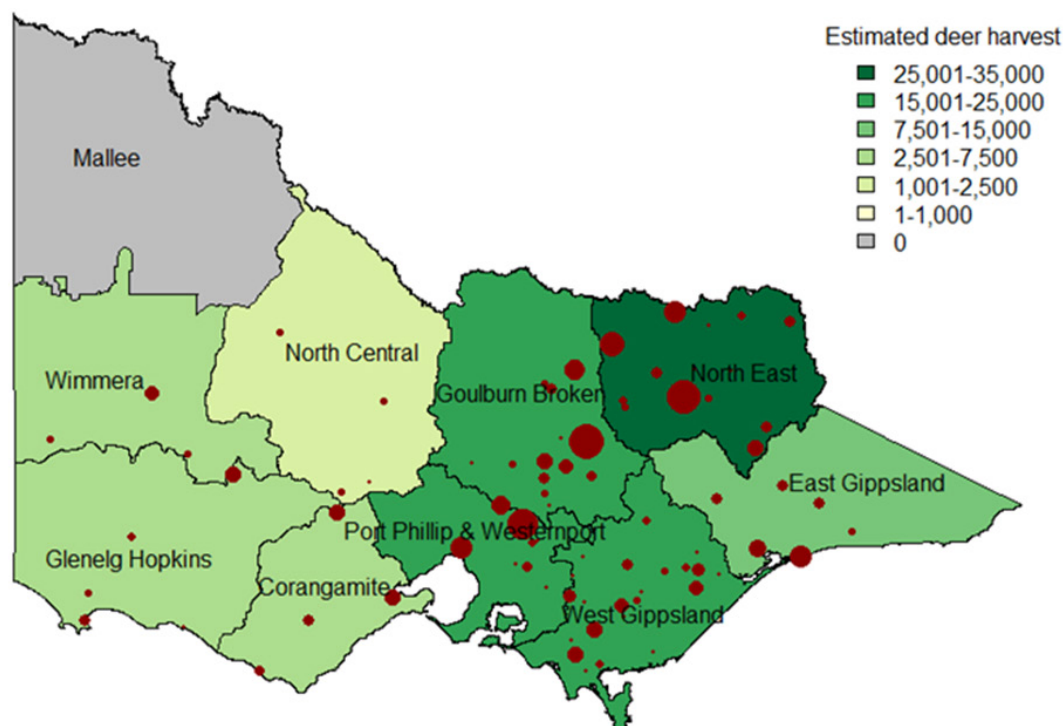 Estimated deer harvest
25,001-35,000
15,001-25,000
7,501-15,000
2,501-7,500
1,001-2,500
1-1,000
0
Mallee
North Central
Wimmera
North East
Goulburn Broken
East Gippsland
Port Phillip & Westernport
Glenelg Hopkins
Corangamite
West Gippsland